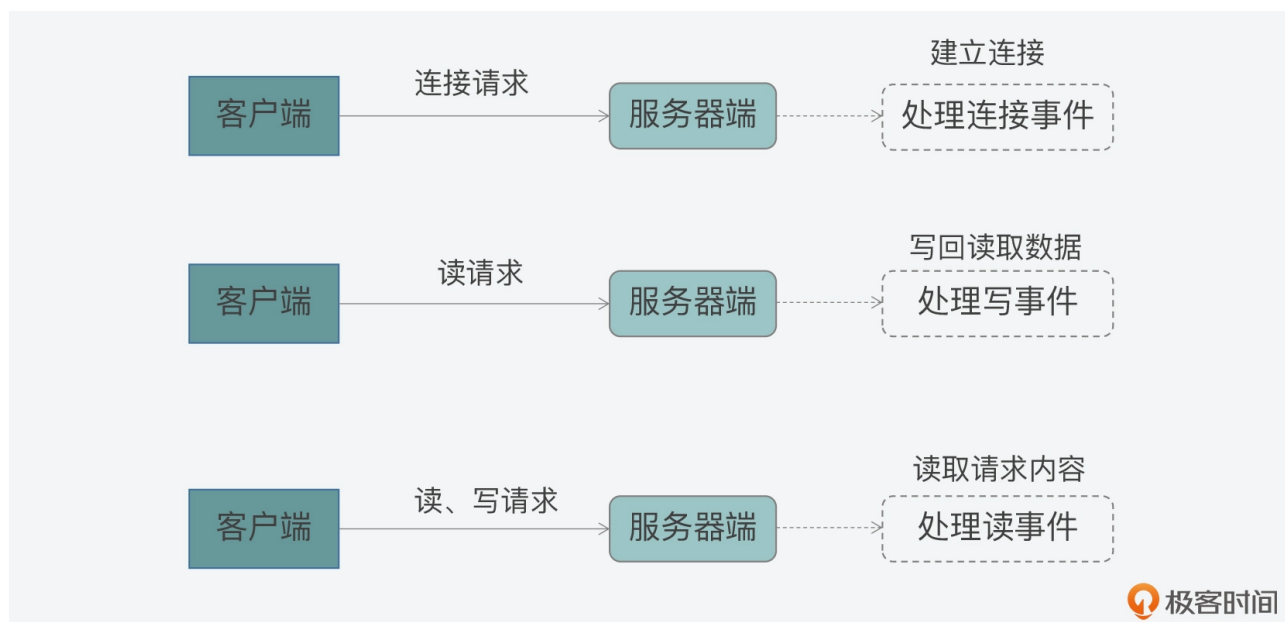 建立连接
连接请求
客户端
服务器端
处理连接事件
写回读取数据
读请求
客户端
服务器端
处理写事件
读取请求内容
读、写请求
客户端
服务器端
处理读事件
极客时间